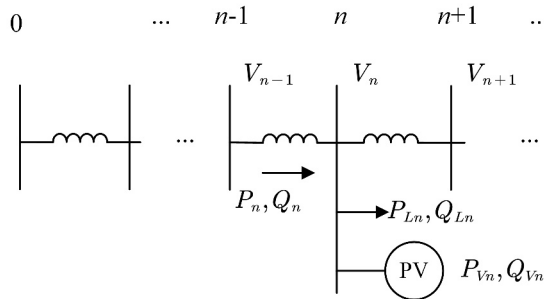 0 ... n-1 n n+1 ..
V_{n-1} V_n V_{n+1}
... ...
P_n, Q_n
P_{Ln}, Q_{Ln}
PV P_{Vn}, Q_{Vn}